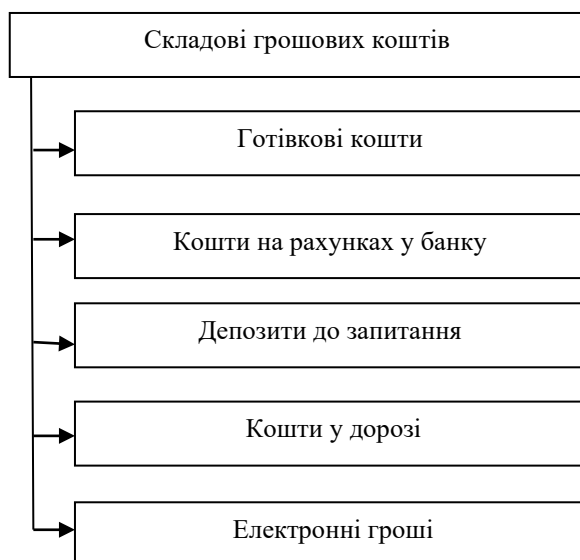 Складові грошових коштів
Готівкові кошти
Кошти на рахунках у банку
Депозити до запитання
Кошти у дорозі
Електронні гроші